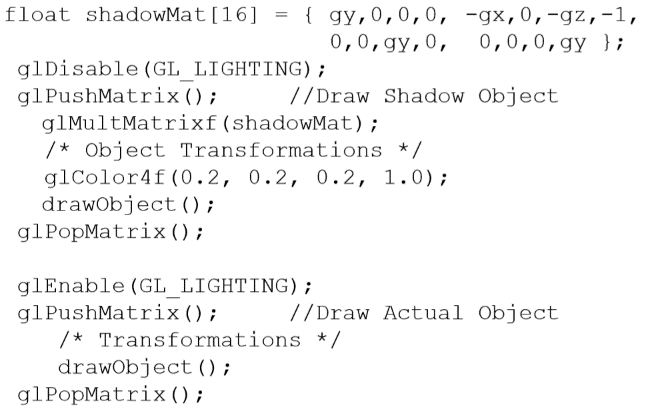 float shadowMat[16] = { gy,0,0,0, -gx,0,-gz,-1,
0,0,gy,0, 0,0,0,gy };
glDisable(GL_LIGHTING);
glPushMatrix(); //Draw Shadow Object
glMultMatrixf(shadowMat);
/* Object Transformations */
glColor4f(0.2, 0.2, 0.2, 1.0);
drawObject();
glPopMatrix();
glEnable(GL_LIGHTING);
glPushMatrix(); //Draw Actual Object
/* Transformations */
drawObject();
glPopMatrix();